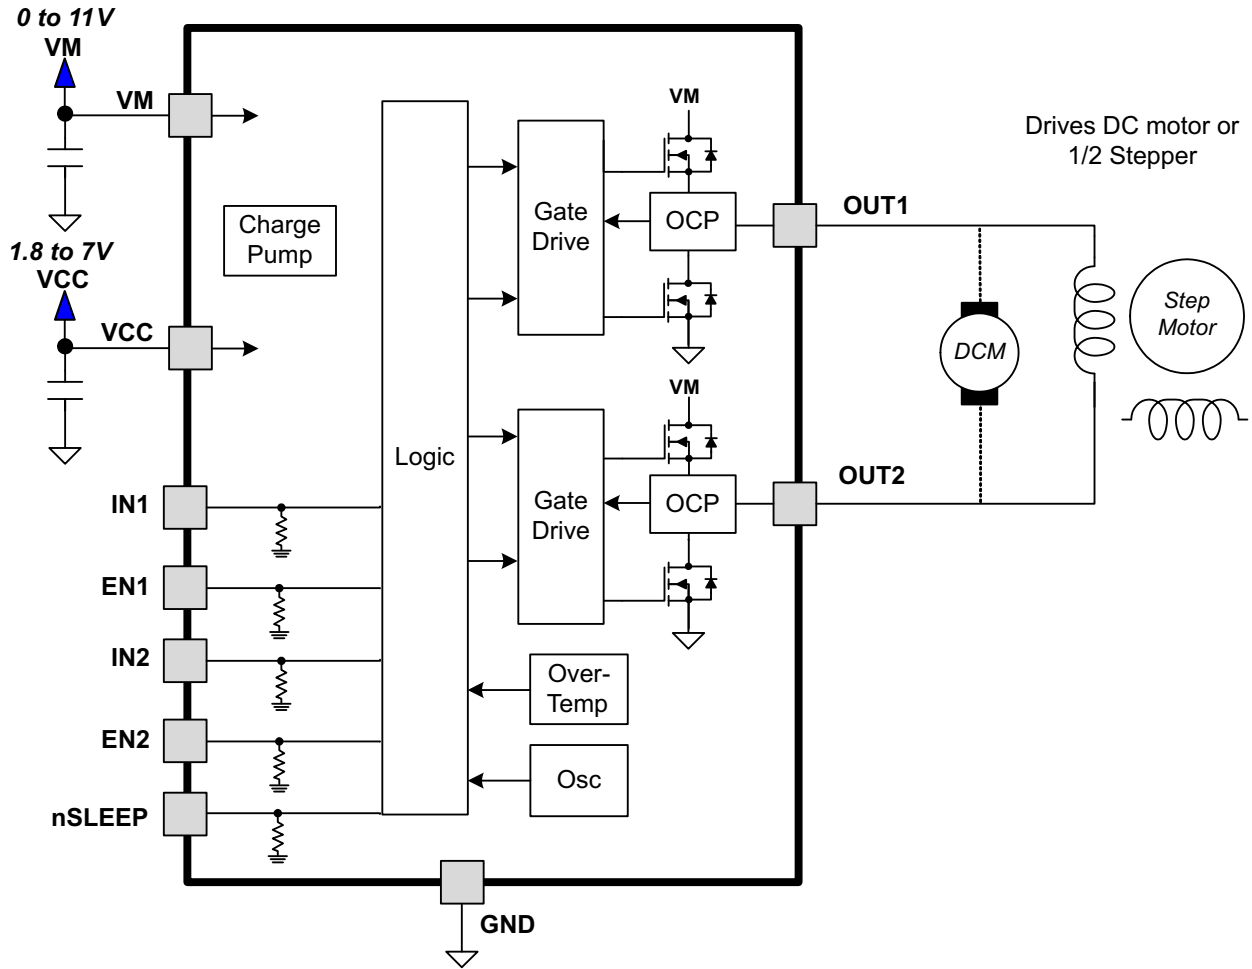 0 to 11V
VM
VM
1.8 to 7V
VCC
VCC
Charge
Pump
Logic
Gate
Drive
VM
OCP
OUT1
Drives DC motor or
1/2 Stepper
DCM
Step
Motor
Gate
Drive
VM
OCP
OUT2
IN1
EN1
IN2
EN2
nSLEEP
Over-
Temp
Osc
GND